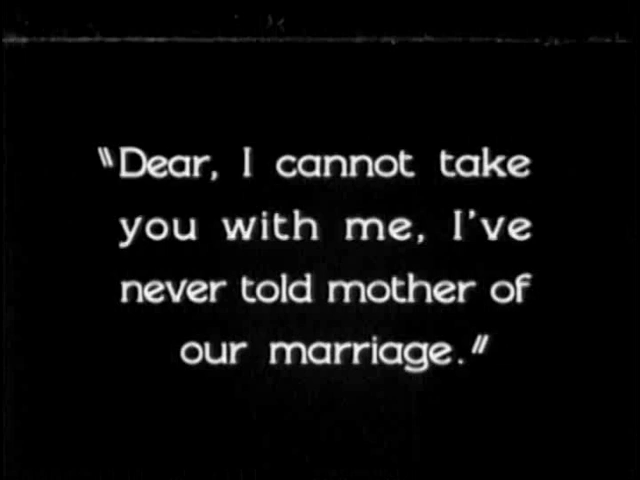 "Dear, I cannot take
you with me, I've
never told mother of
our marriage."